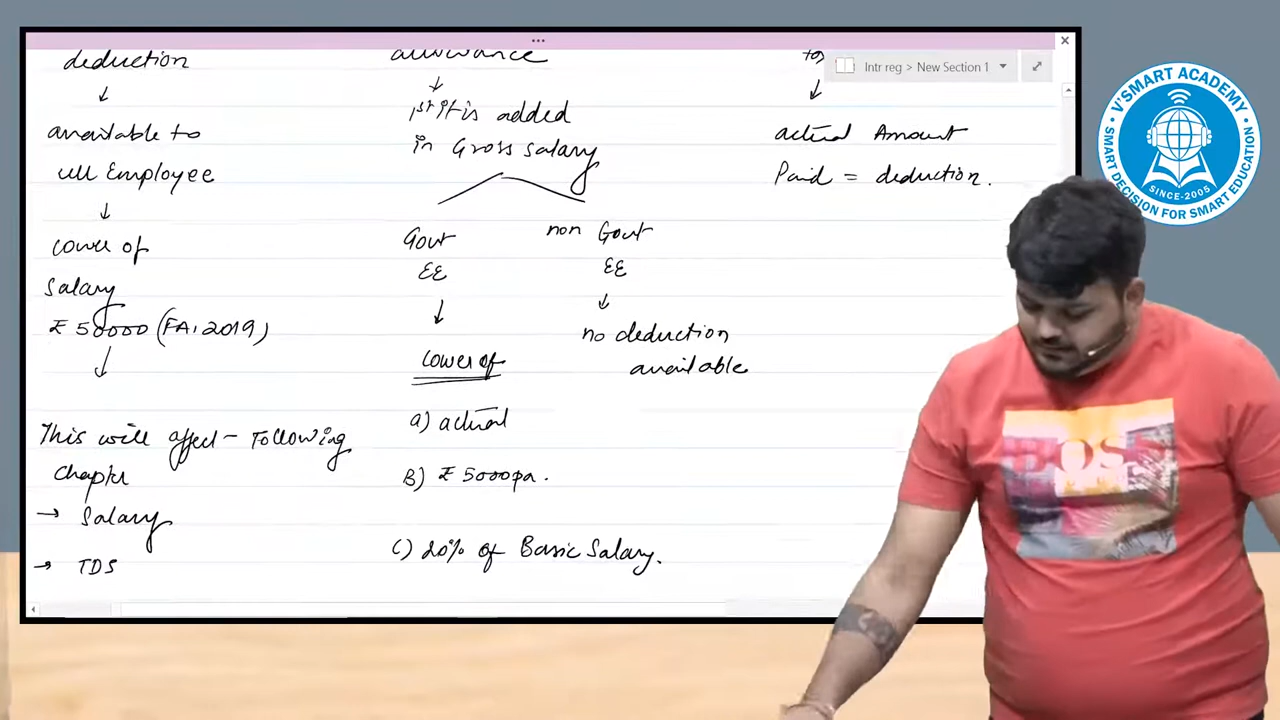 deduction
↓
available to
all Employee
↓
lower of
Salary
₹ 50000 (FA, 2019)
↓
This will affect - Following
Chapter
→ Salary
→ TDS
allowance
↓
1st it is added
in Gross salary
Govt
EE
↓
lower of
a) actual
B) ₹ 5000 pa.
C) 20% of Basic Salary.
non Govt
EE
↓
no deduction
available
↓
actual Amount
Paid = deduction.
Intr reg > New Section 1
V'SMART ACADEMY
SINCE-2005
SMART DECISION FOR SMART EDUCATION
OS